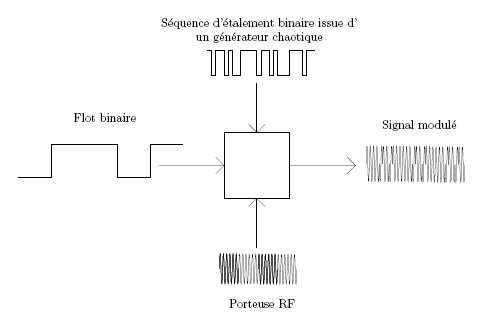 Séquence d'étalement binaire issue d'
un générateur chaotique
Flot binaire
Signal modulé
Porteuse RF